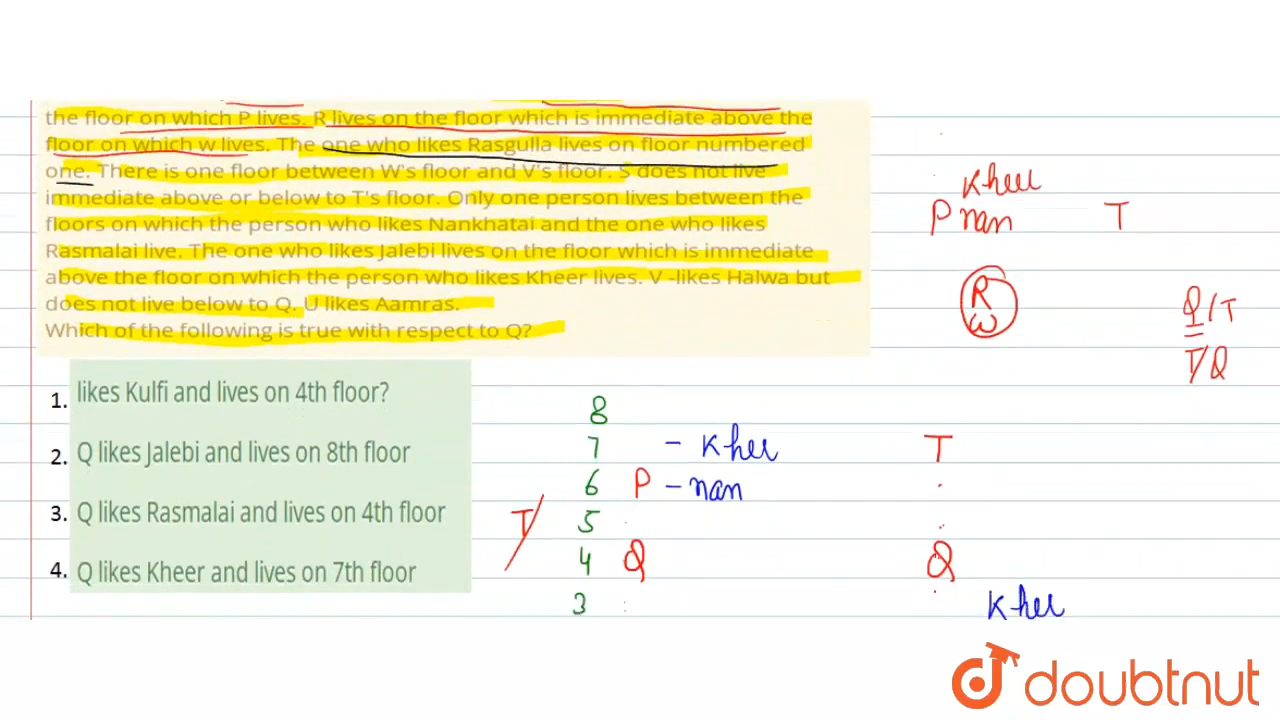 the floor on which P lives. R lives on the floor which is immediate above the
floor on which w lives. The one who likes Rasgulla lives on floor numbered
one. There is one floor between W's floor and V's floor. S does not live
immediate above or below to T's floor. Only one person lives between the
floors on which the person who likes Nankhatai and the one who likes
Rasmalai live. The one who likes Jalebi lives on the floor which is immediate
above the floor on which the person who likes Kheer lives. V -likes Halwa but
does not live below to Q. U likes Aamras.
Which of the following is true with respect to Q?
1. likes Kulfi and lives on 4th floor?
2. Q likes Jalebi and lives on 8th floor
3. Q likes Rasmalai and lives on 4th floor
4. Q likes Kheer and lives on 7th floor
Kheer
P nan T
R
W
Q/T
T/Q
8
7 - Kheer T
6 P - nan
T 5
4 Q Q
3 Kheer
doubtnut